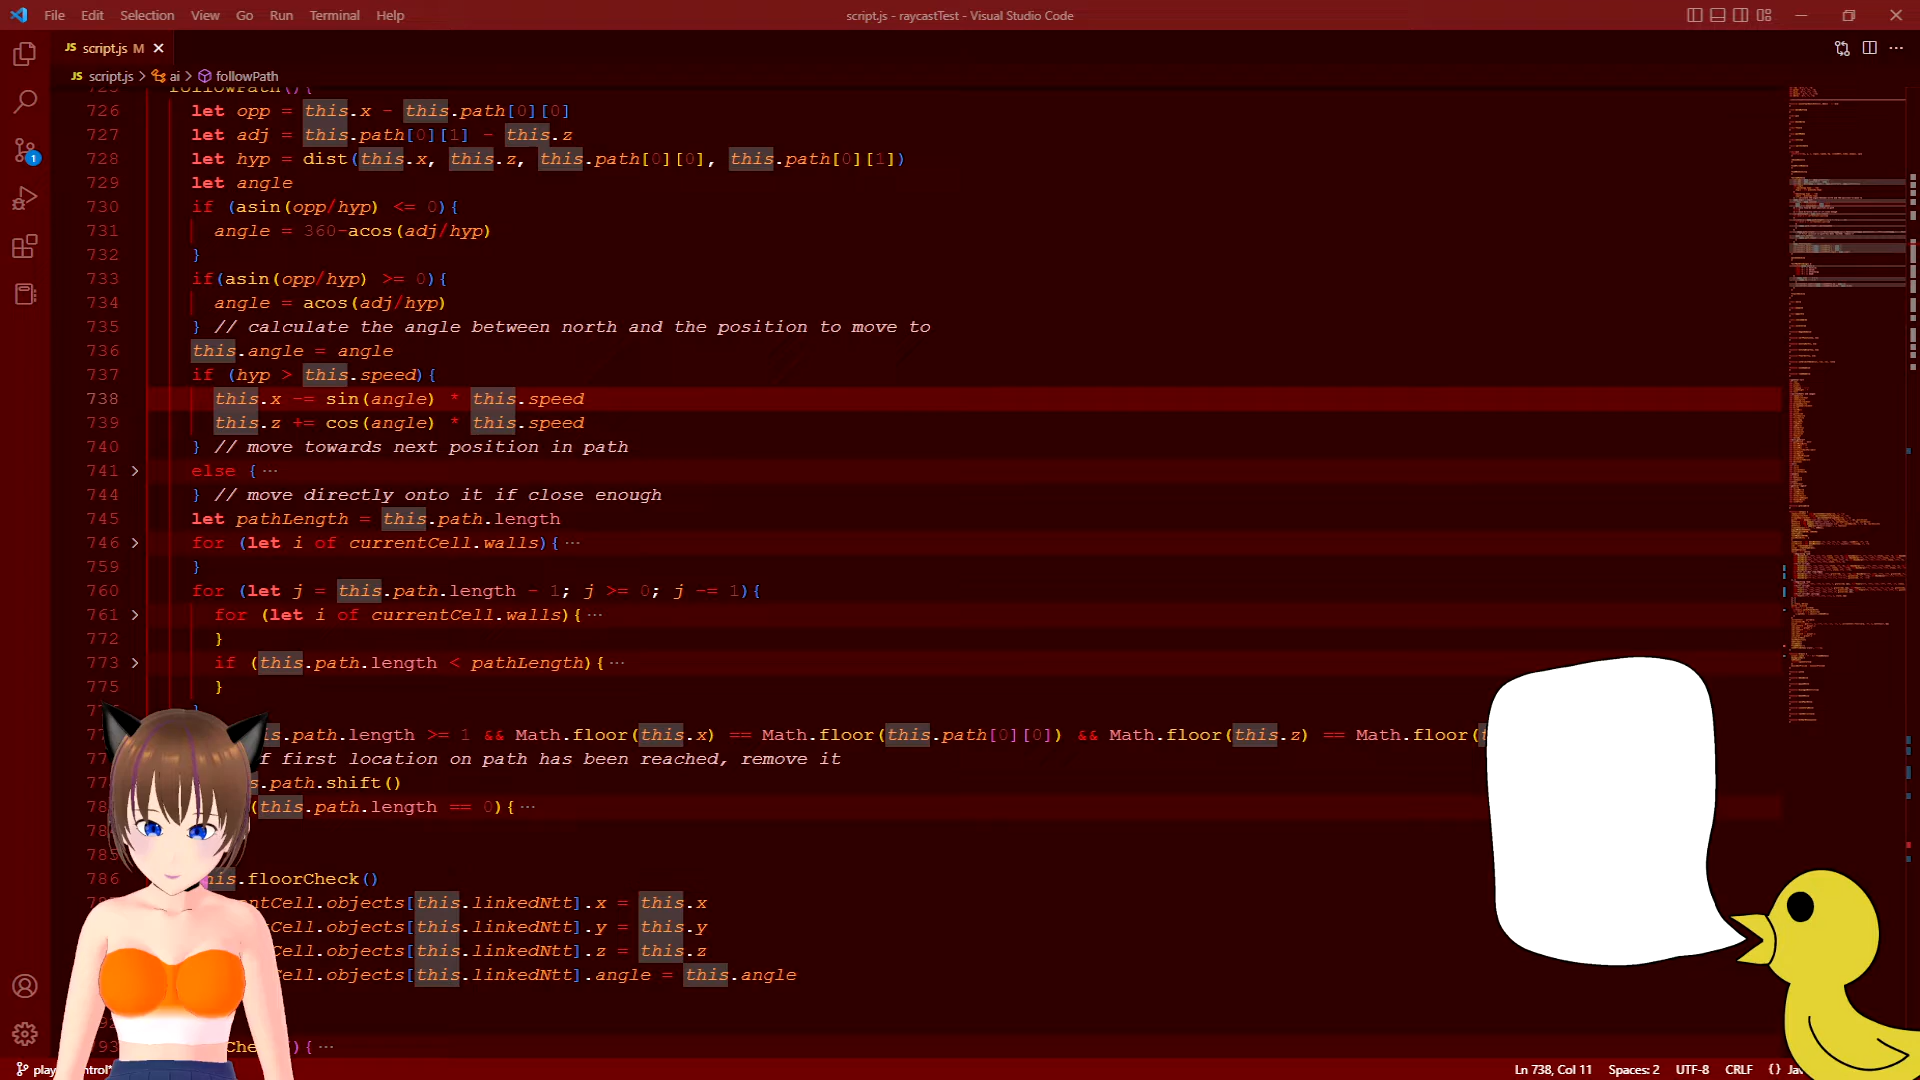 File Edit Selection View Go Run Terminal Help
script.js - raycastTest - Visual Studio Code
JS script.js M
JS script.js > ai > followPath
followPath(){
726 let opp = this.x - this.path[0][0]
727 let adj = this.path[0][1] - this.z
728 let hyp = dist(this.x, this.z, this.path[0][0], this.path[0][1])
729 let angle
730 if (asin(opp/hyp) <= 0){
731 angle = 360-acos(adj/hyp)
732 }
733 if(asin(opp/hyp) >= 0){
734 angle = acos(adj/hyp)
735 } // calculate the angle between north and the position to move to
736 this.angle = angle
737 if (hyp > this.speed){
738 this.x -= sin(angle) * this.speed
739 this.z += cos(angle) * this.speed
740 } // move towards next position in path
741 else {···
744 } // move directly onto it if close enough
745 let pathLength = this.path.length
746 for (let i of currentCell.walls){···
759 }
760 for (let j = this.path.length - 1; j >= 0; j -= 1){
761 for (let i of currentCell.walls){···
772 }
773 if (this.path.length < pathLength){···
775 }
.path.length >= 1 && Math.floor(this.x) == Math.floor(this.path[0][0]) && Math.floor(this.z) == Math.floor(
first location on path has been reached, remove it
.path.shift()
(this.path.length == 0){···
785
786 this.floorCheck()
.objects[this.linkedNtt].x = this.x
.objects[this.linkedNtt].y = this.y
.objects[this.linkedNtt].z = this.z
.objects[this.linkedNtt].angle = this.angle
){···
1
Ln 738, Col 11 Spaces: 2 UTF-8 CRLF {}